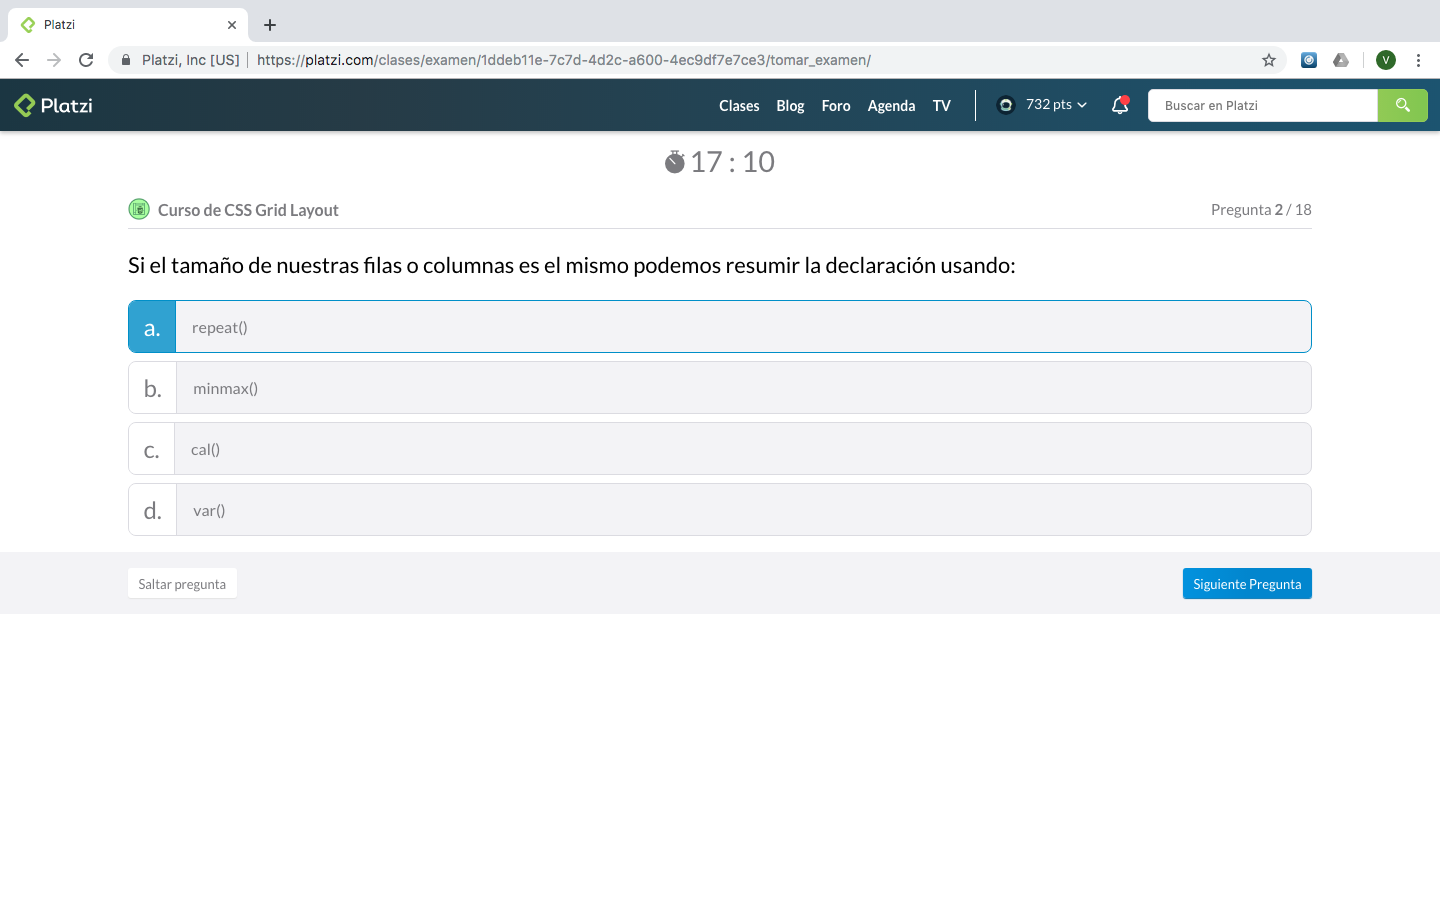 Platzi
Platzi, Inc [US] https://platzi.com/clases/examen/1ddeb11e-7c7d-4d2c-a600-4ec9df7e7ce3/tomar_examen/
V
Platzi
Clases Blog Foro Agenda TV 732 pts Buscar en Platzi
17 : 10
Curso de CSS Grid Layout
Pregunta 2 / 18
Si el tamaño de nuestras filas o columnas es el mismo podemos resumir la declaración usando:
a. repeat()
b. minmax()
c. cal()
d. var()
Saltar pregunta
Siguiente Pregunta